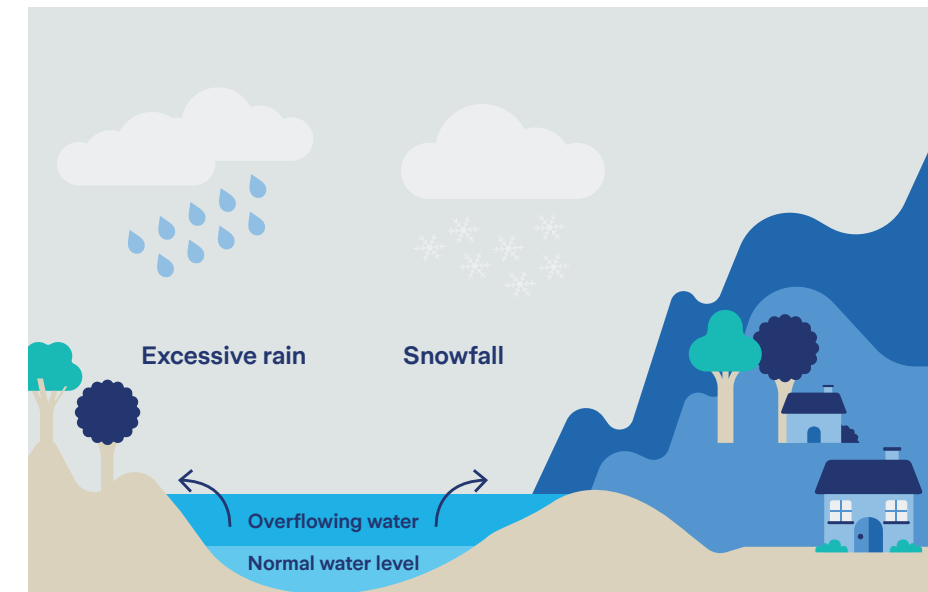 Excessive rain
Snowfall
Overflowing water
Normal water level